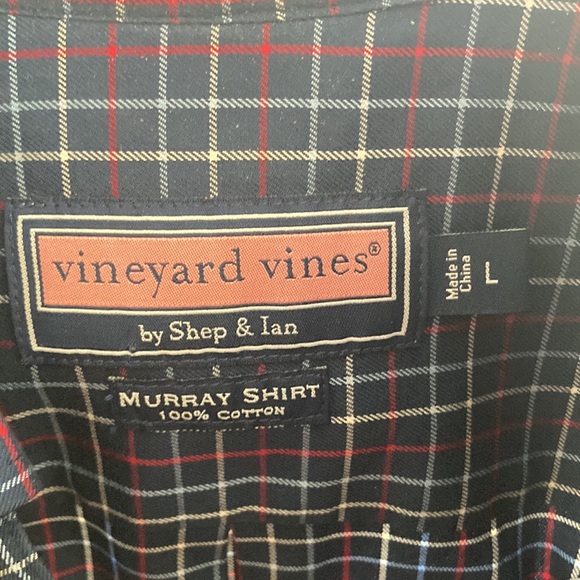 vineyard vines®
by Shep & Ian
MURRAY SHIRT
100% COTTON
Made in
China
L